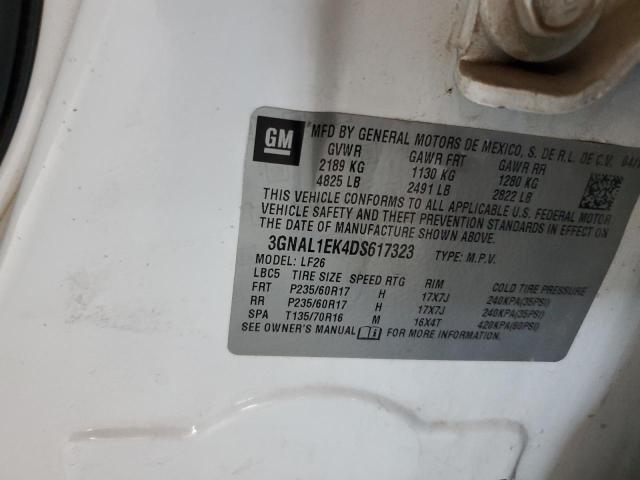 GM MFD BY GENERAL MOTORS DE MEXICO, S. DE R.L. DE C.V. 04/
GVWR GAWR FRT GAWR RR
2189 KG 1130 KG 1280 KG
4825 LB 2491 LB 2822 LB
THIS VEHICLE CONFORMS TO ALL APPLICABLE U.S. FEDERAL MOTOR
VEHICLE SAFETY AND THEFT PREVENTION STANDARDS IN EFFECT ON
THE DATE OF MANUFACTURE SHOWN ABOVE.
3GNAL1EK4DS617323 TYPE: M.P.V.
MODEL: LF26
LBC5 TIRE SIZE SPEED RTG RIM COLD TIRE PRESSURE
FRT P235/60R17 H 17X7J 240KPA(35PSI)
RR P235/60R17 H 17X7J 240KPA(35PSI)
SPA T135/70R16 M 16X4T 420KPA(60PSI)
SEE OWNER'S MANUAL FOR MORE INFORMATION.